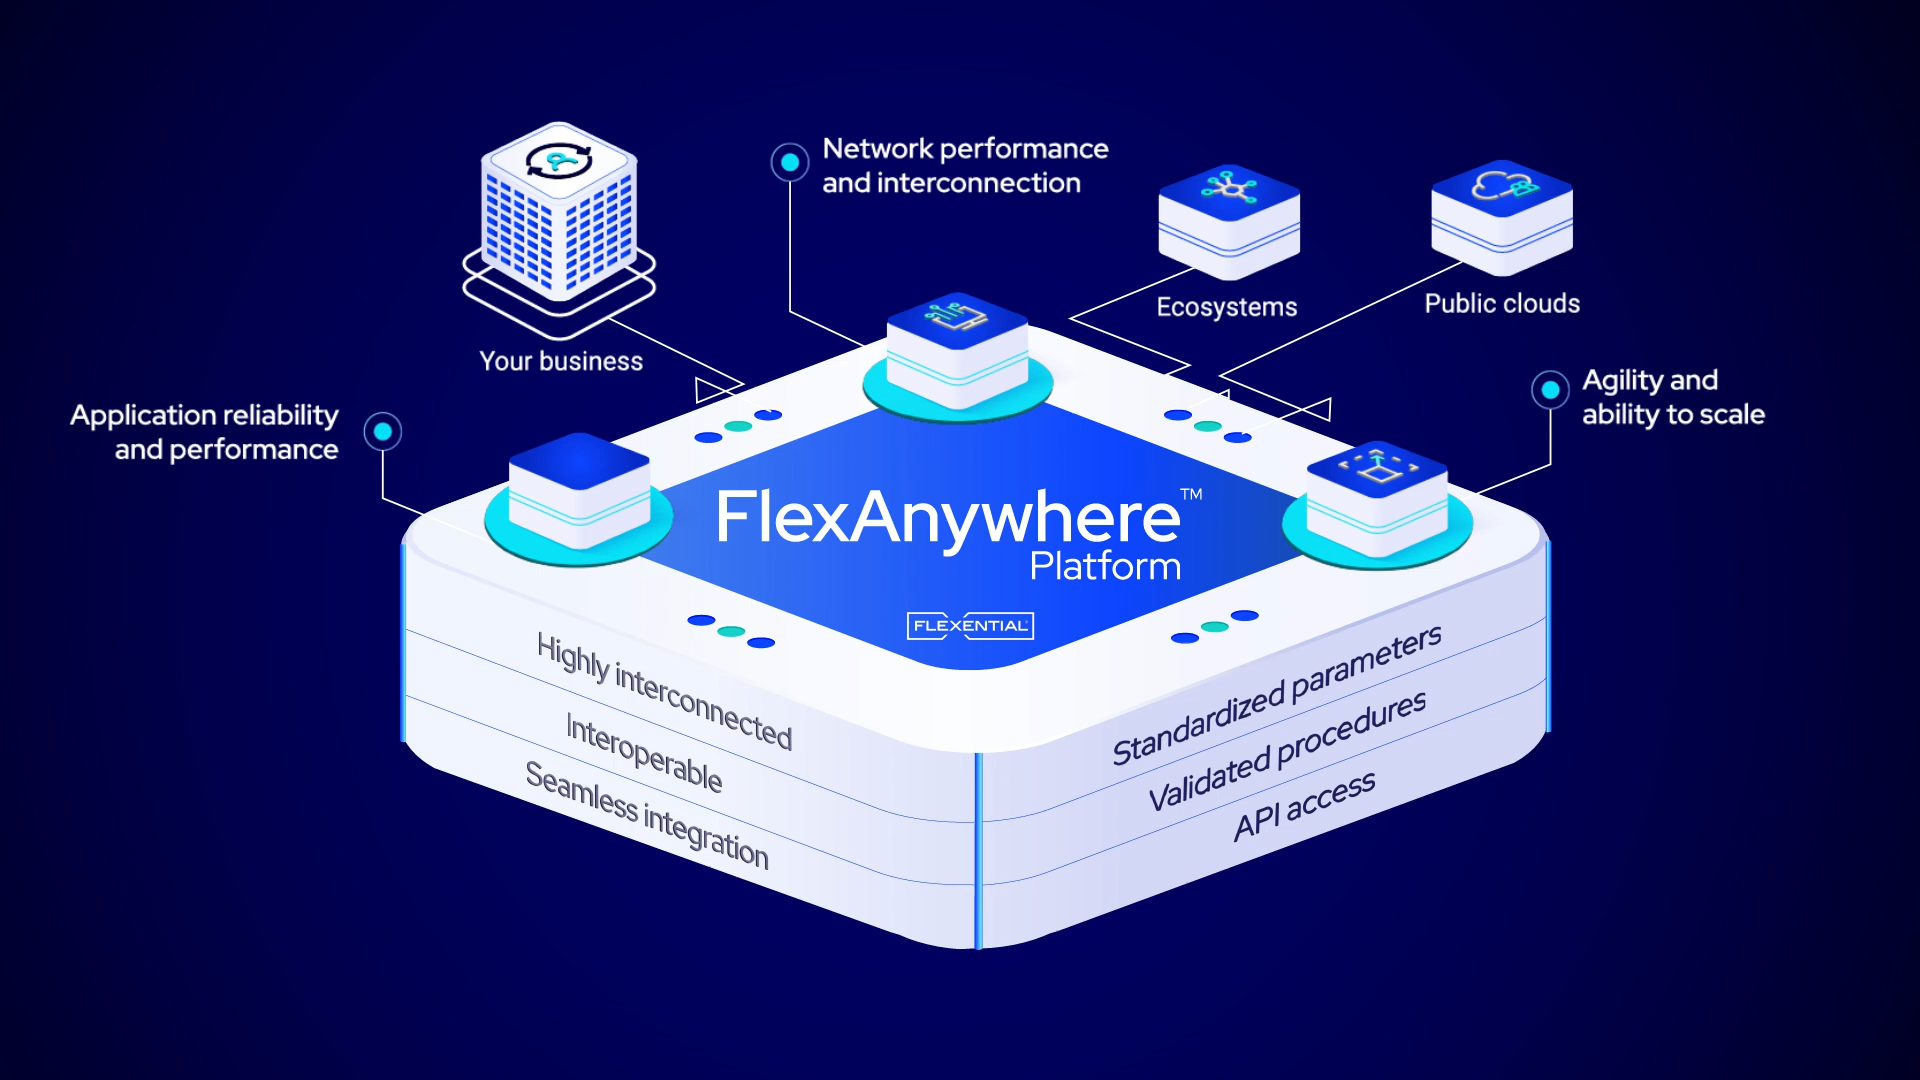 Network performance
and interconnection
Your business
Ecosystems
Public clouds
Application reliability
and performance
Agility and
ability to scale
FlexAnywhere™
Platform
FLEXENTIAL
Highly interconnected
Interoperable
Seamless integration
Standardized parameters
Validated procedures
API access